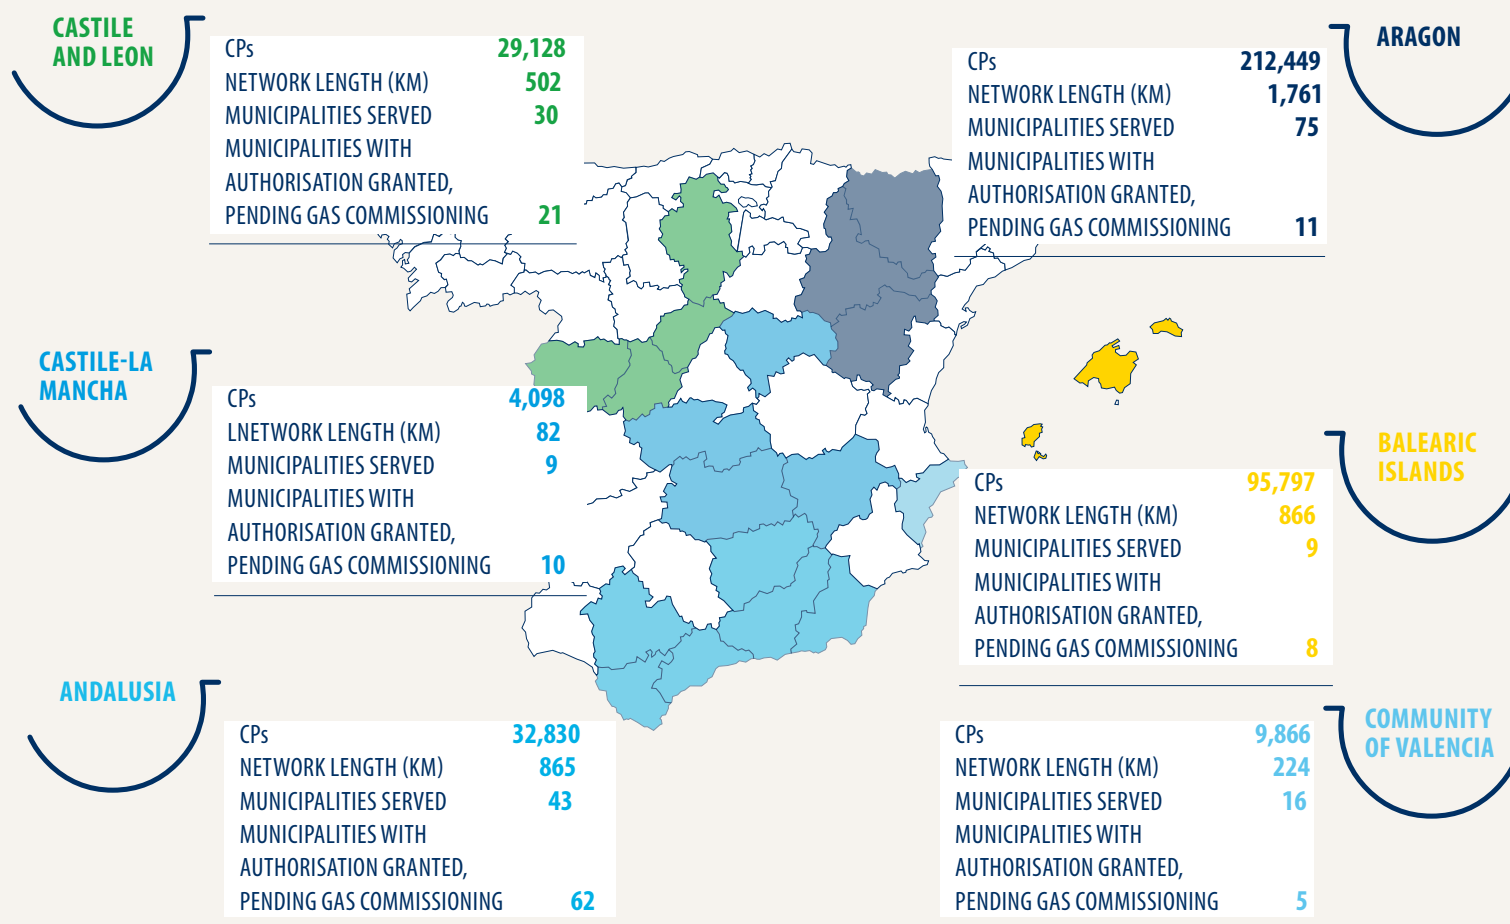 CASTILE
AND LEON
CPs 29,128
NETWORK LENGTH (KM) 502
MUNICIPALITIES SERVED 30
MUNICIPALITIES WITH
AUTHORISATION GRANTED,
PENDING GAS COMMISSIONING 21
ARAGON
CPs 212,449
NETWORK LENGTH (KM) 1,761
MUNICIPALITIES SERVED 75
MUNICIPALITIES WITH
AUTHORISATION GRANTED,
PENDING GAS COMMISSIONING 11
CASTILE-LA
MANCHA
CPs 4,098
LNETWORK LENGTH (KM) 82
MUNICIPALITIES SERVED 9
MUNICIPALITIES WITH
AUTHORISATION GRANTED,
PENDING GAS COMMISSIONING 10
BALEARIC
ISLANDS
CPs 95,797
NETWORK LENGTH (KM) 866
MUNICIPALITIES SERVED 9
MUNICIPALITIES WITH
AUTHORISATION GRANTED,
PENDING GAS COMMISSIONING 8
ANDALUSIA
CPs 32,830
NETWORK LENGTH (KM) 865
MUNICIPALITIES SERVED 43
MUNICIPALITIES WITH
AUTHORISATION GRANTED,
PENDING GAS COMMISSIONING 62
COMMUNITY
OF VALENCIA
CPs 9,866
NETWORK LENGTH (KM) 224
MUNICIPALITIES SERVED 16
MUNICIPALITIES WITH
AUTHORISATION GRANTED,
PENDING GAS COMMISSIONING 5